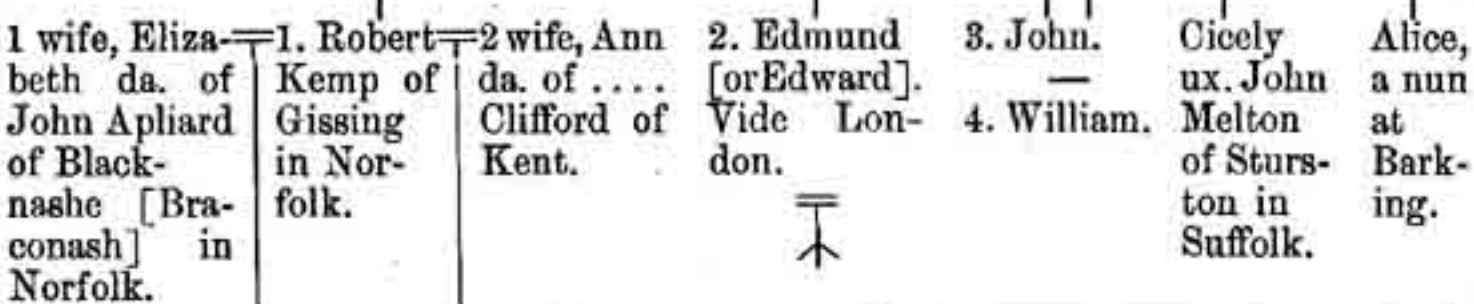 1 wife, Eliza-
beth da. of
John Apliard
of Black-
nashe [Bra-
conash] in
Norfolk.
1. Robert
Kemp of
Gissing
in Nor-
folk.
2 wife, Ann
da. of ....
Clifford of
Kent.
2. Edmund
[or Edward].
Vide Lon-
don.
3. John.
—
4. William.
Cicely
ux. John
Melton
of Sturs-
ton in
Suffolk.
Alice,
a nun
at
Bark-
ing.